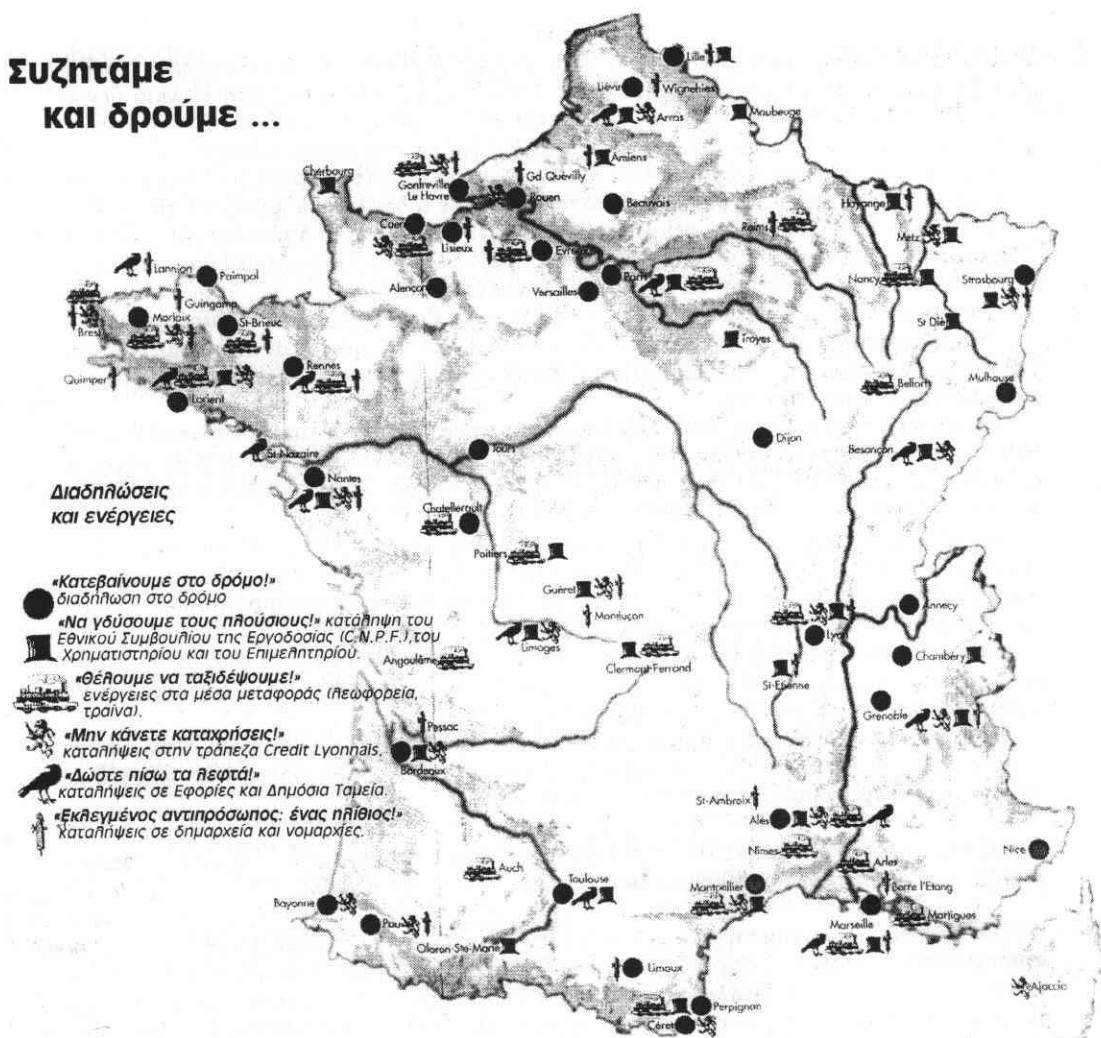 Συζητάμε
και δρούμε ...
Lille
Liévin
Wignehies
Arras
Maubeuge
Amiens
Cherbourg
Gd Quévilly
Gonfreville
Le Havre
Rouen
Beauvais
Hayange
Reims
Metz
Caen
Lisieux
Evreux
Lannion
Paimpol
Paris
Nancy
Strasbourg
Alençon
Versailles
Guingamp
Morlaix
St-Brieuc
Brest
St Dié
Troyes
Rennes
Quimper
Belfort
Mulhouse
Lorient
Dijon
St-Nazaire
Tours
Besançon
Nantes
Διαδηλώσεις
και ενέργειες
Chatellerault
Poitiers
«Κατεβαίνουμε στο δρόμο!»
διαδήλωση στο δρόμο
Guéret
Annecy
«Να γδύσουμε τους πλούσιους!» κατάληψη του
Εθνικού Συμβουλίου της Εργοδοσίας (C.N.P.F.), του
Χρηματιστηρίου και του Επιμελητηρίου.
Montluçon
Lyon
Limoges
Clermont-Ferrand
Chambéry
Angoulême
«Θέλουμε να ταξιδέψουμε!»
ενέργειες στα μέσα μεταφοράς (λεωφορεία,
τραίνα).
St-Etienne
Grenoble
Pessac
«Μην κάνετε καταχρήσεις!»
καταλήψεις στην τράπεζα Credit Lyonnais.
Bordeaux
«Δώστε πίσω τα λεφτά!»
καταλήψεις σε Εφορίες και Δημόσια Ταμεία.
St-Ambroix
«Εκλεγμένος αντιπρόσωπος: ένας ηλίθιος!»
καταλήψεις σε δημαρχεία και νομαρχίες.
Alès
Nîmes
Nice
Auch
Arles
Toulouse
Montpellier
Berre l'Etang
Bayonne
Marseille
Martigues
Pau
Oloron-Ste-Marie
Limoux
Ajaccio
Perpignan
Céret